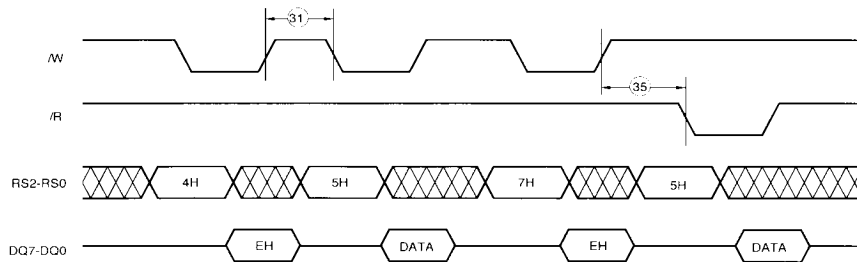 31
/W
35
/R
RS2-RS0 4H 5H 7H 5H
DQ7-DQ0 EH DATA EH DATA